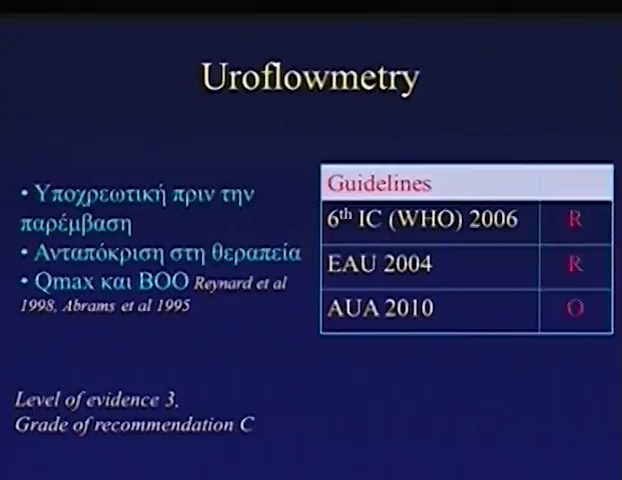 Uroflowmetry
• Υποχρεωτική πριν την
παρέμβαση
• Ανταπόκριση στη θεραπεία
• Qmax και BOO Reynard et al
1998, Abrams et al 1995
Guidelines
6th IC (WHO) 2006 R
EAU 2004 R
AUA 2010 O
Level of evidence 3,
Grade of recommendation C